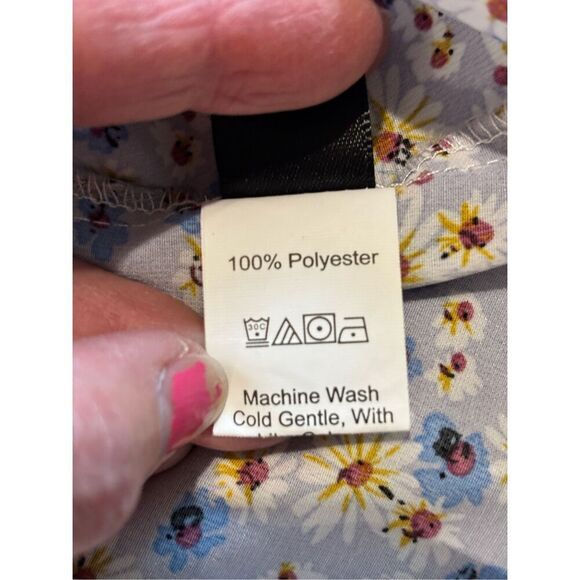 100% Polyester
30C
Machine Wash
Cold Gentle, With